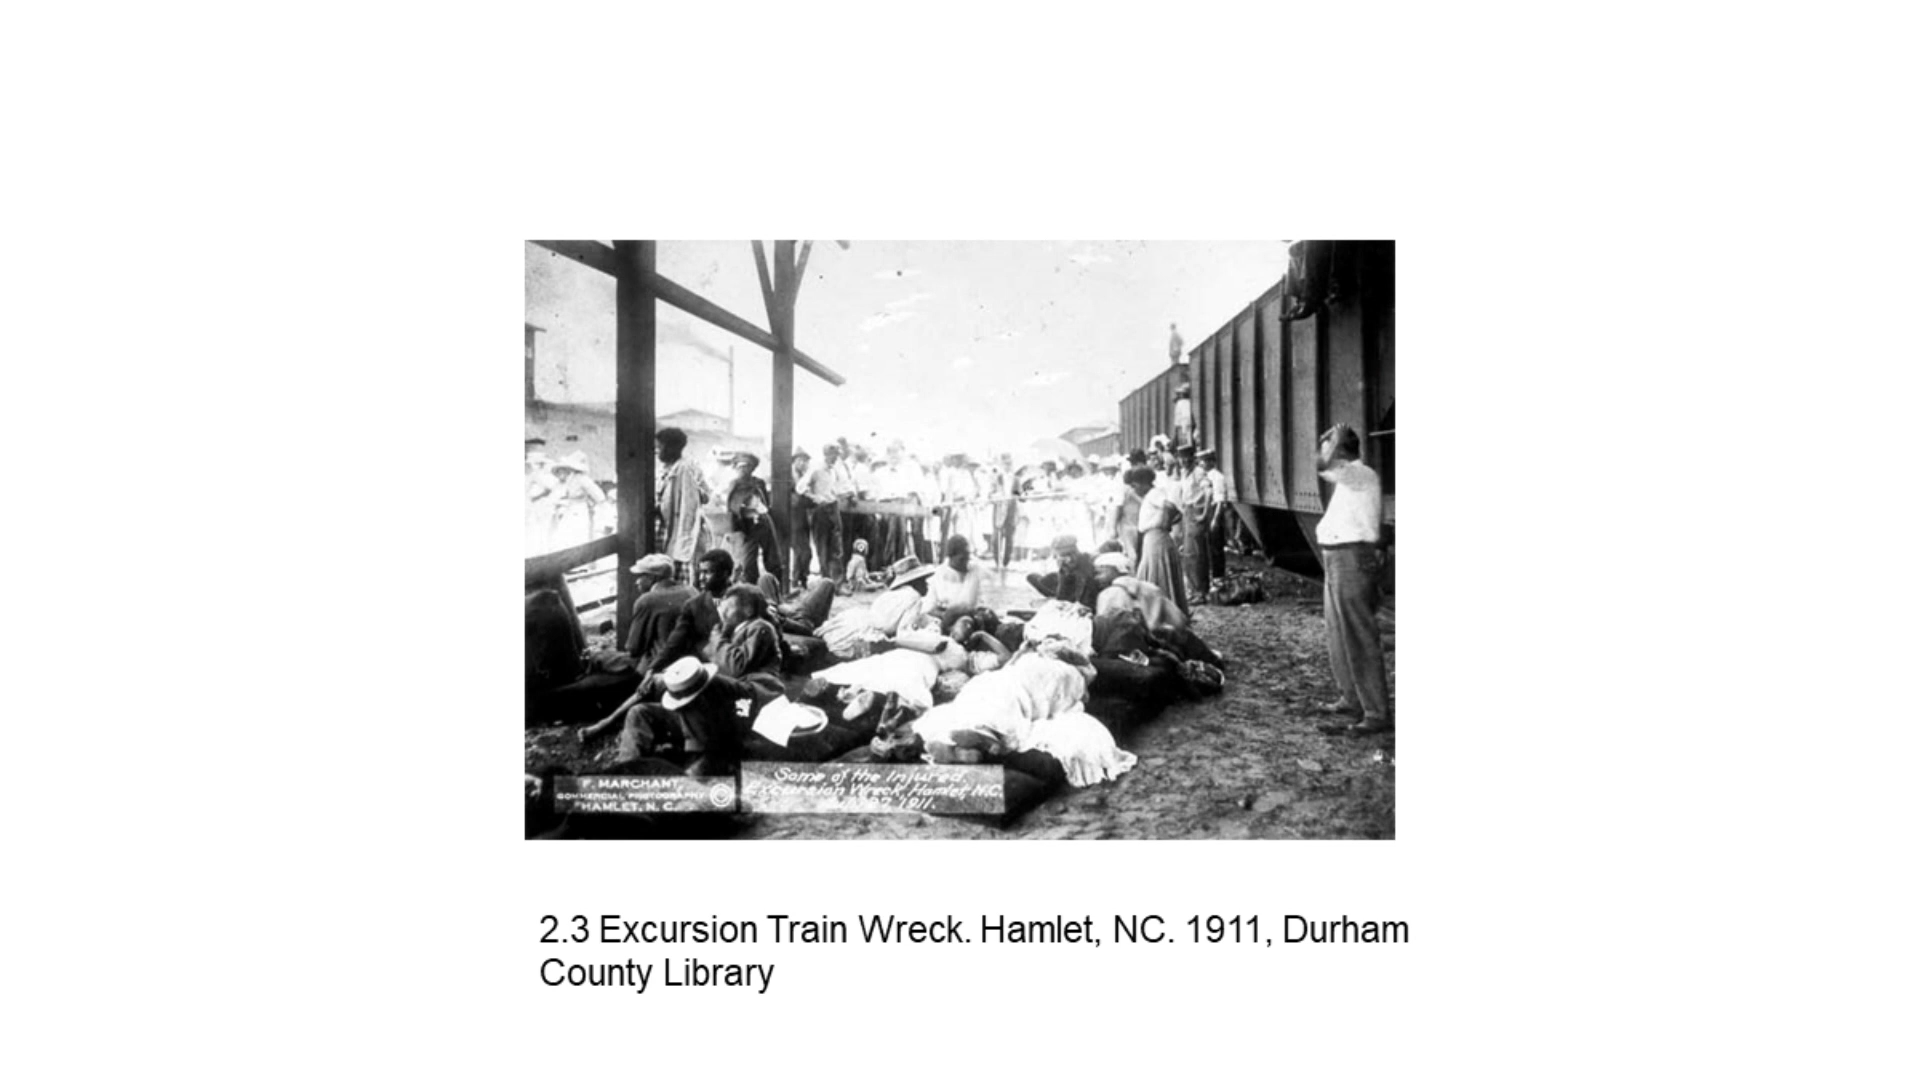 F. MARCHANT,
COMMERCIAL PHOTOGRAPHY
HAMLET, N.C.
©
Some of the Injured.
Excursion Wreck, Hamlet, N.C.
27, 1911.
2.3 Excursion Train Wreck. Hamlet, NC. 1911, Durham
County Library